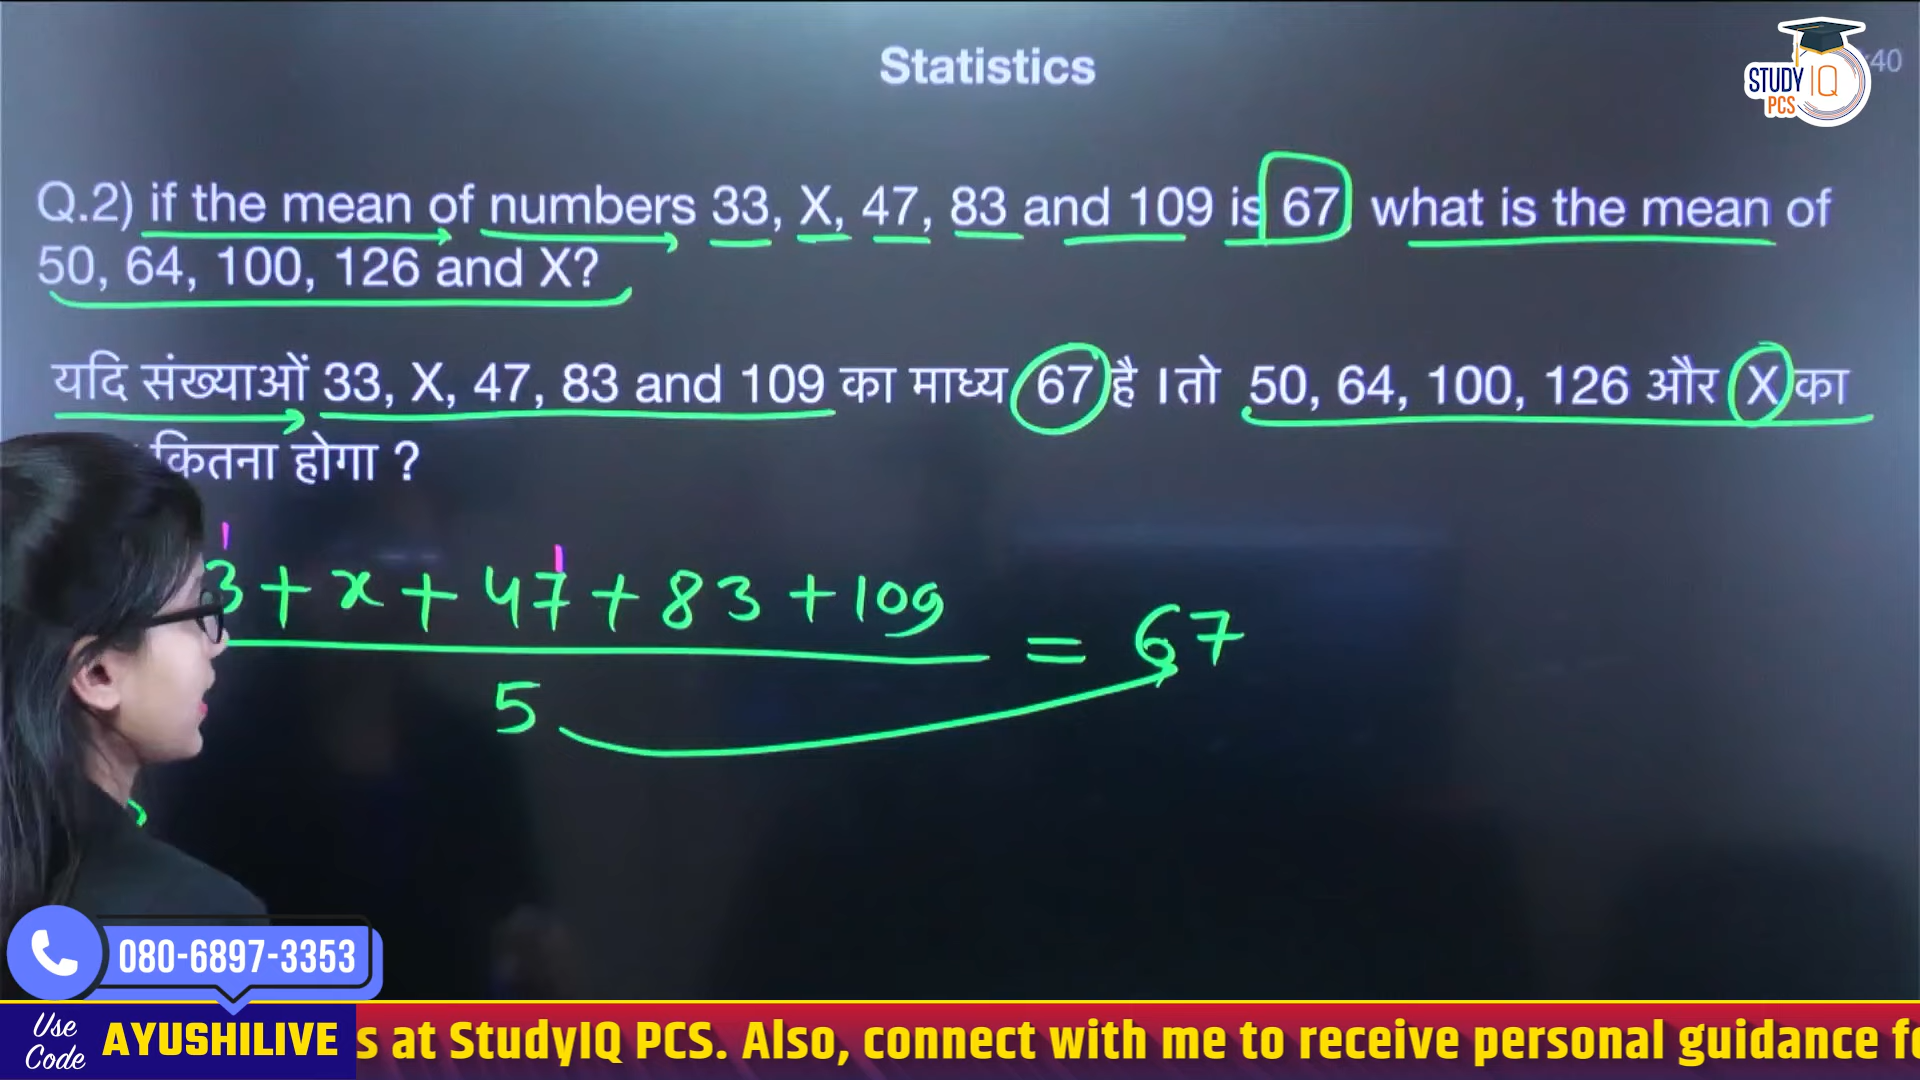 Statistics
STUDY IQ
PCS
:40
Q.2) if the mean of numbers 33, X, 47, 83 and 109 is 67 what is the mean of
50, 64, 100, 126 and X?
यदि संख्याओं 33, X, 47, 83 and 109 का माध्य 67 है ।तो 50, 64, 100, 126 और X का
कितना होगा ?
3 + x + 47 + 83 + 109
= 67
5
080-6897-3353
Use
Code
AYUSHILIVE
s at StudyIQ PCS. Also, connect with me to receive personal guidance fo